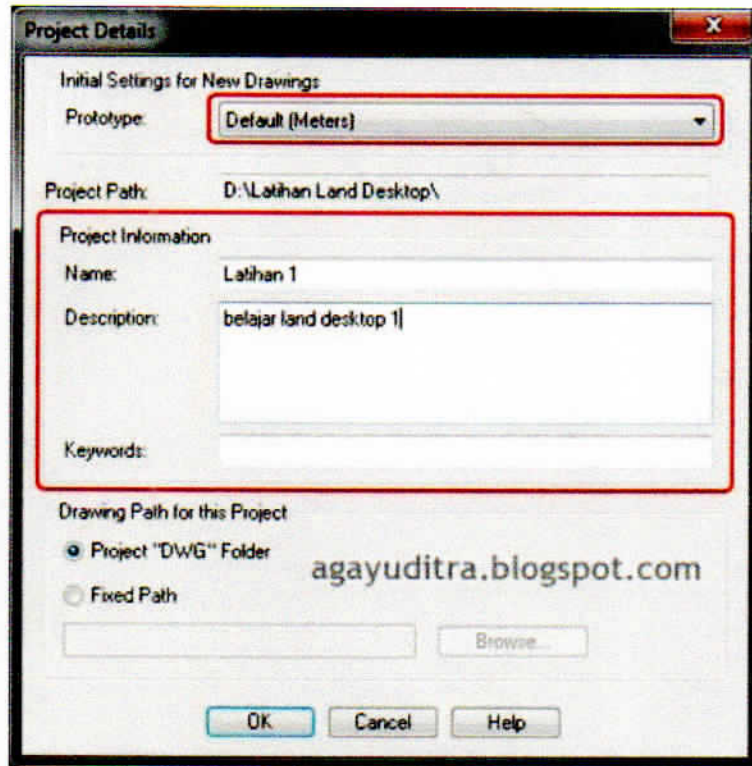 Project Details
Initial Settings for New Drawings
Prototype: Default (Meters)
Project Path: D:\Latihan Land Desktop\
Project Information
Name: Latihan 1
Description: belajar land desktop 1
Keywords:
Drawing Path for this Project
Project "DWG" Folder
agayuditra.blogspot.com
Fixed Path
Browse...
OK Cancel Help